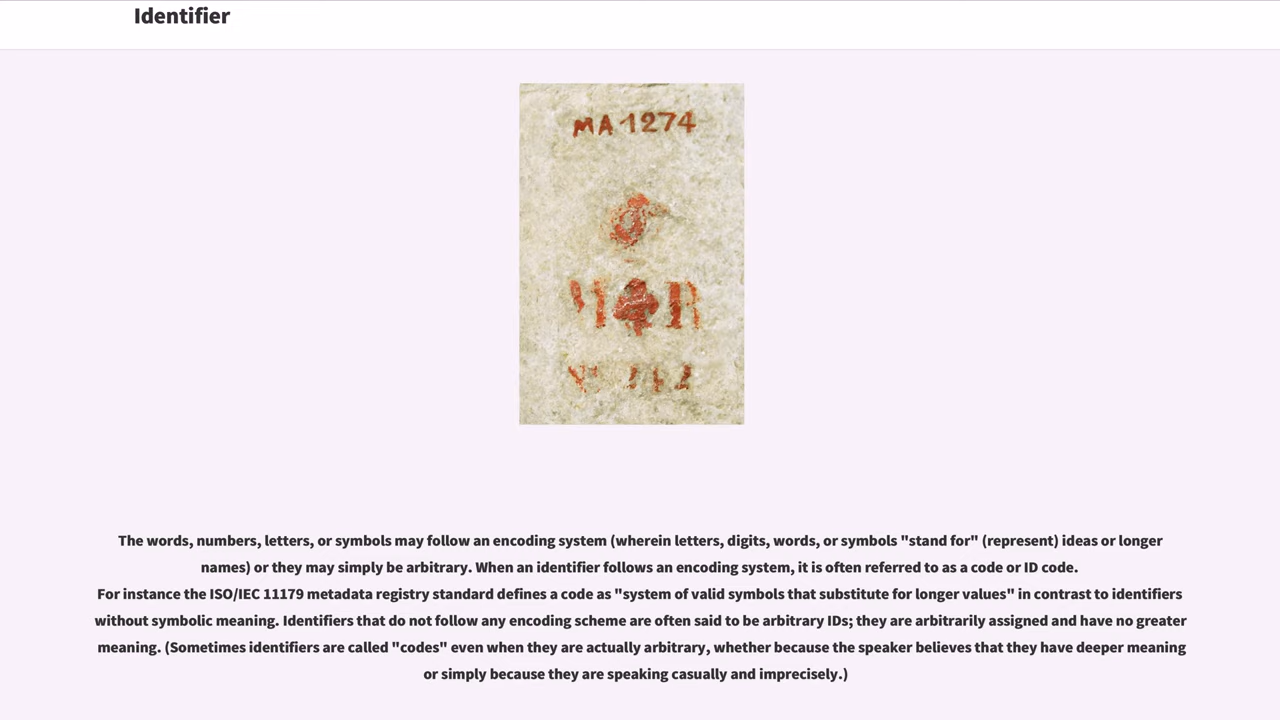 Identifier
MA 1274
The words, numbers, letters, or symbols may follow an encoding system (wherein letters, digits, words, or symbols "stand for" (represent) ideas or longer
names) or they may simply be arbitrary. When an identifier follows an encoding system, it is often referred to as a code or ID code.
For instance the ISO/IEC 11179 metadata registry standard defines a code as "system of valid symbols that substitute for longer values" in contrast to identifiers
without symbolic meaning. Identifiers that do not follow any encoding scheme are often said to be arbitrary IDs; they are arbitrarily assigned and have no greater
meaning. (Sometimes identifiers are called "codes" even when they are actually arbitrary, whether because the speaker believes that they have deeper meaning
or simply because they are speaking casually and imprecisely.)